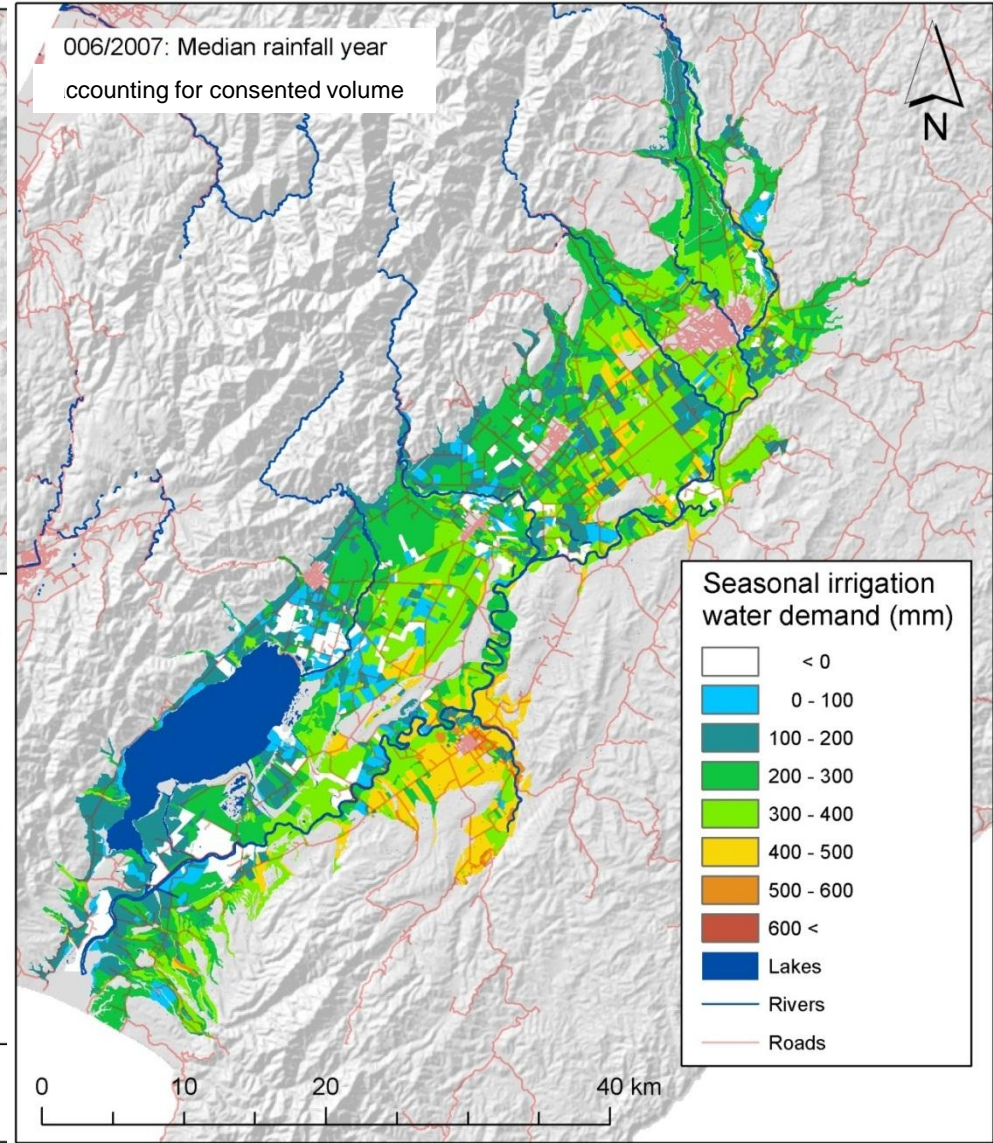 006/2007: Median rainfall year
accounting for consented volume
N
Seasonal irrigation
water demand (mm)
< 0
0 - 100
100 - 200
200 - 300
300 - 400
400 - 500
500 - 600
600 <
Lakes
Rivers
Roads
0 10 20 40 km